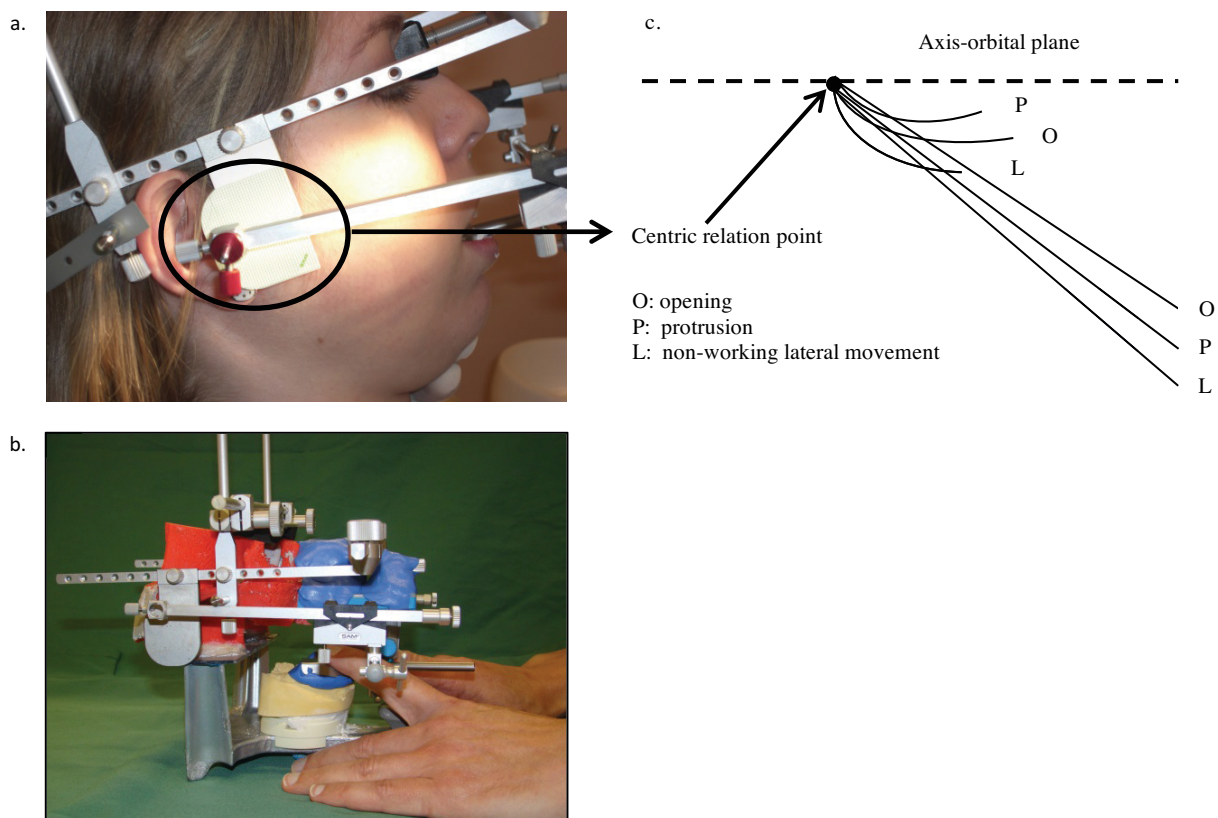 a.
c.
Axis-orbital plane
P
O
L
Centric relation point
O: opening
P: protrusion
L: non-working lateral movement
O
P
L
b.
SAM